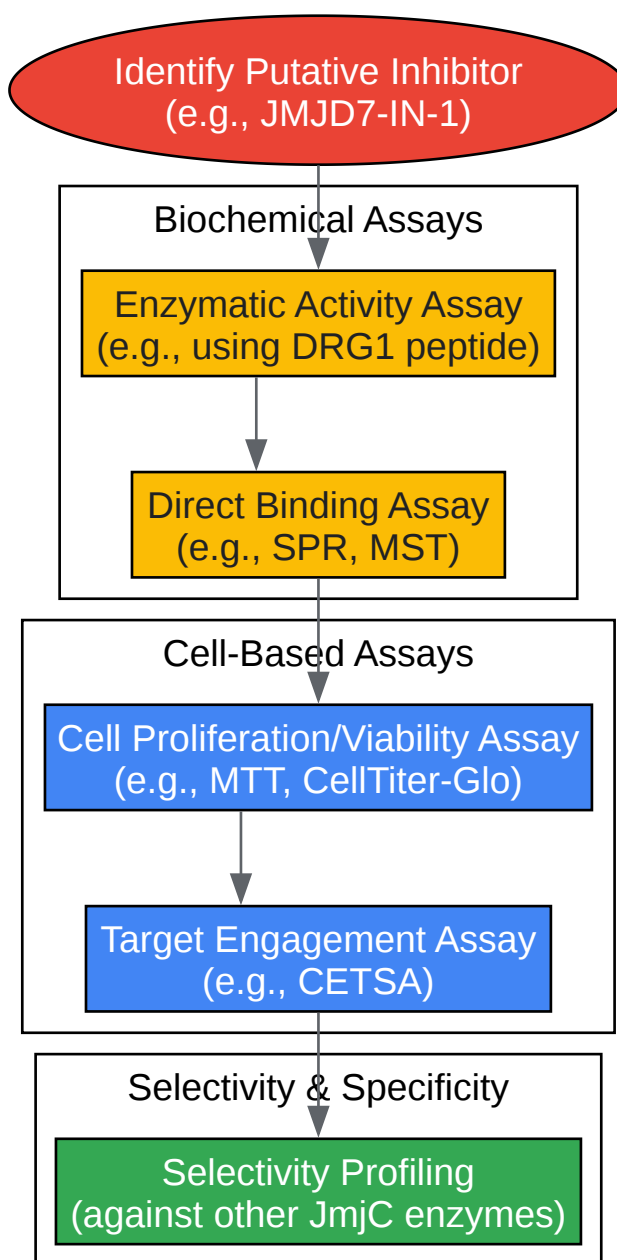 Identify Putative Inhibitor
(e.g., JMJD7-IN-1)
Biochemical Assays
Enzymatic Activity Assay
(e.g., using DRG1 peptide)
Direct Binding Assay
(e.g., SPR, MST)
Cell-Based Assays
Cell Proliferation/Viability Assay
(e.g., MTT, CellTiter-Glo)
Target Engagement Assay
(e.g., CETSA)
Selectivity & Specificity
Selectivity Profiling
(against other JmjC enzymes)